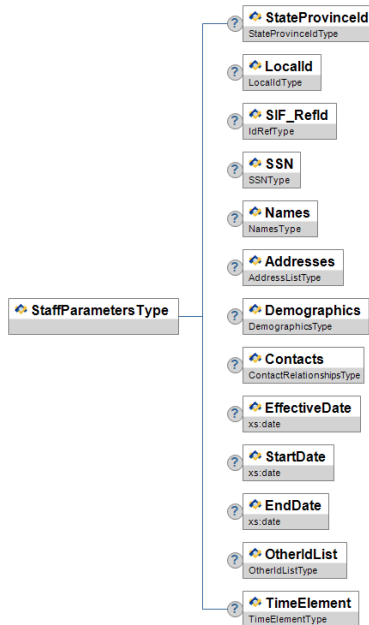 StateProvinceId
StateProvinceIdType
?
LocalId
LocalIdType
?
SIF_RefId
IdRefType
?
SSN
SSNType
?
Names
NamesType
?
Addresses
AddressListType
?
StaffParametersType
Demographics
DemographicsType
?
Contacts
ContactRelationshipsType
?
EffectiveDate
xs:date
?
StartDate
xs:date
?
EndDate
xs:date
?
OtherIdList
OtherIdListType
?
TimeElement
TimeElementType
?